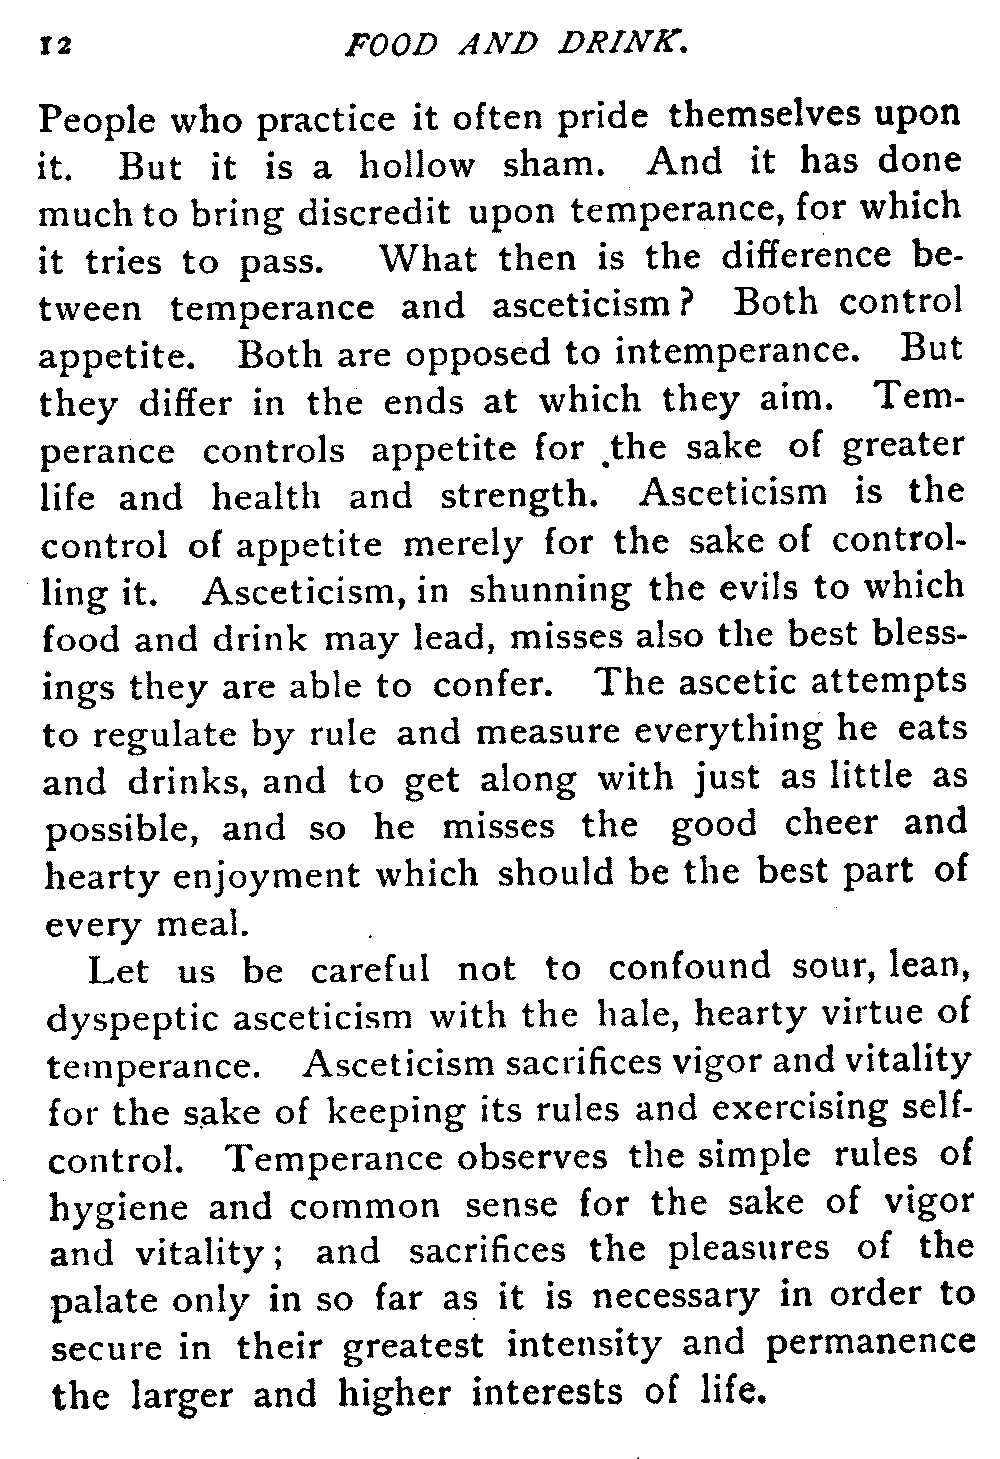 12 FOOD AND DRINK.
People who practice it often pride themselves upon
it. But it is a hollow sham. And it has done
much to bring discredit upon temperance, for which
it tries to pass. What then is the difference be-
tween temperance and asceticism? Both control
appetite. Both are opposed to intemperance. But
they differ in the ends at which they aim. Tem-
perance controls appetite for the sake of greater
life and health and strength. Asceticism is the
control of appetite merely for the sake of control-
ling it. Asceticism, in shunning the evils to which
food and drink may lead, misses also the best bless-
ings they are able to confer. The ascetic attempts
to regulate by rule and measure everything he eats
and drinks, and to get along with just as little as
possible, and so he misses the good cheer and
hearty enjoyment which should be the best part of
every meal.
Let us be careful not to confound sour, lean,
dyspeptic asceticism with the hale, hearty virtue of
temperance. Asceticism sacrifices vigor and vitality
for the sake of keeping its rules and exercising self-
control. Temperance observes the simple rules of
hygiene and common sense for the sake of vigor
and vitality; and sacrifices the pleasures of the
palate only in so far as it is necessary in order to
secure in their greatest intensity and permanence
the larger and higher interests of life.